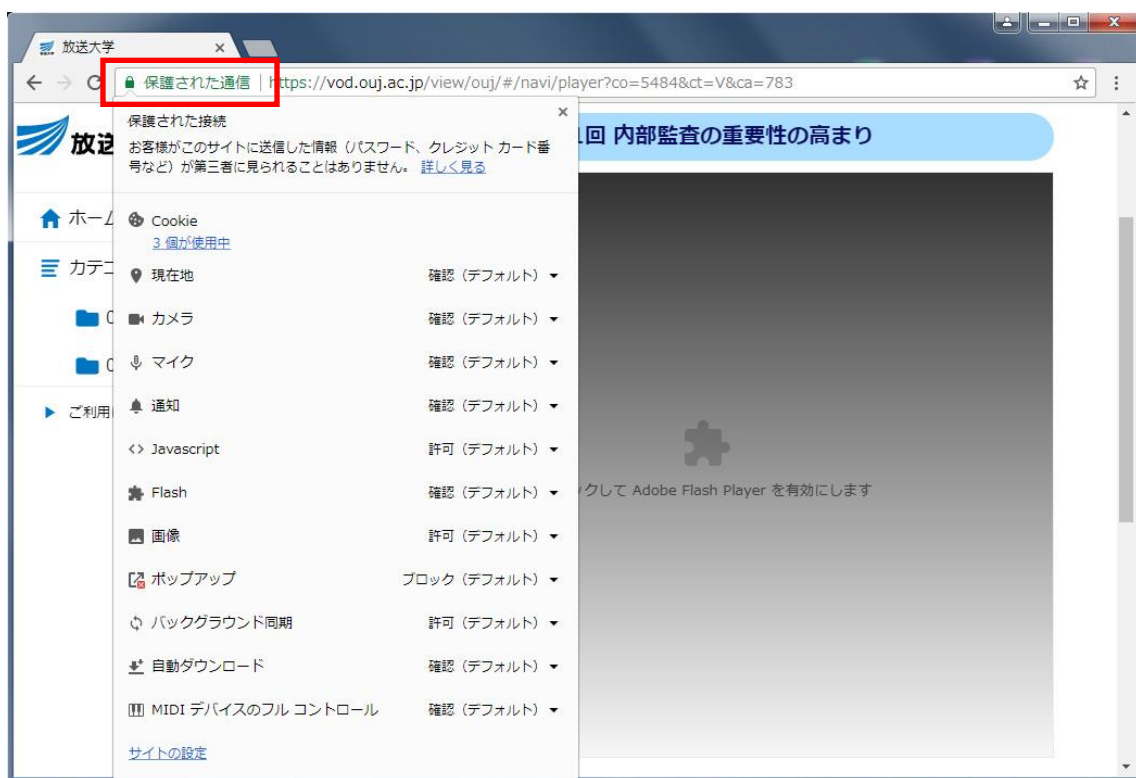 放送大学
保護された通信 | https://vod.ouj.ac.jp/view/ouj/#/navi/player?co=5484&ct=V&ca=783
放送
回 内部監査の重要性の高まり
保護された接続
お客様がこのサイトに送信した情報（パスワード、クレジット カード番
号など）が第三者に見られることはありません。 詳しく見る
ホーム
カテゴ
ご利用
Cookie
3 個が使用中
現在地 確認（デフォルト）
カメラ 確認（デフォルト）
マイク 確認（デフォルト）
通知 確認（デフォルト）
Javascript 許可（デフォルト）
Flash 確認（デフォルト）
画像 許可（デフォルト）
ポップアップ ブロック（デフォルト）
バックグラウンド同期 許可（デフォルト）
自動ダウンロード 確認（デフォルト）
MIDI デバイスのフル コントロール 確認（デフォルト）
サイトの設定
クして Adobe Flash Player を有効にします